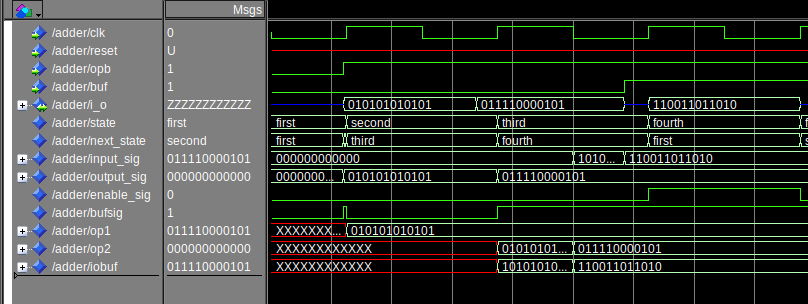 Msgs
/adder/clk 0
/adder/reset U
/adder/opb 1
/adder/buf 1
/adder/i_o ZZZZZZZZZZZZ 010101010101 011110000101 110011011010
/adder/state first first second third fourth f
/adder/next_state second first third fourth first s
/adder/input_sig 011110000101 000000000000 1010... 110011011010
/adder/output_sig 000000000000 0000000... 010101010101 011110000101
/adder/enable_sig 0
/adder/bufsig 1
/adder/op1 011110000101 XXXXXXX... 010101010101
/adder/op2 000000000000 XXXXXXXXXXXX 01010101... 011110000101
/adder/iobuf 011110000101 XXXXXXXXXXXX 10101010... 110011011010